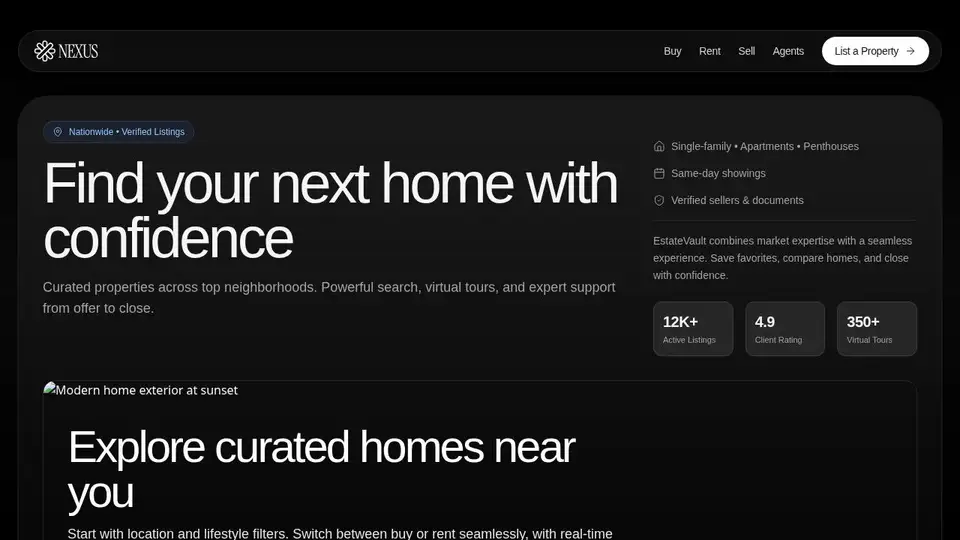 NEXUS
Buy
Rent
Sell
Agents
List a Property
Nationwide • Verified Listings
Find your next home with
confidence
Curated properties across top neighborhoods. Powerful search, virtual tours, and expert support
from offer to close.
Single-family • Apartments • Penthouses
Same-day showings
Verified sellers & documents
EstateVault combines market expertise with a seamless
experience. Save favorites, compare homes, and close
with confidence.
12K+
Active Listings
4.9
Client Rating
350+
Virtual Tours
Modern home exterior at sunset
Explore curated homes near
you
Start with location and lifestyle filters. Switch between buy or rent seamlessly, with real-time